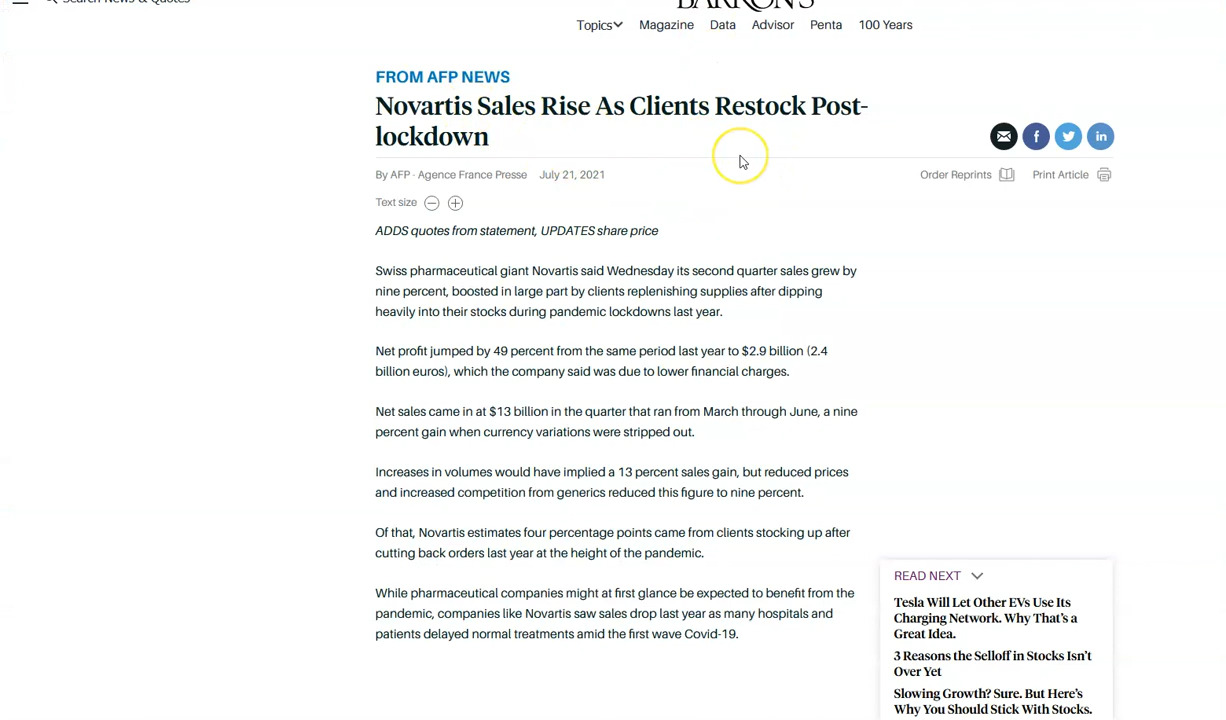 Search News & Quotes
BARRON'S
Topics
Magazine
Data
Advisor
Penta
100 Years
FROM AFP NEWS
Novartis Sales Rise As Clients Restock Post-
lockdown
By AFP - Agence France Presse
July 21, 2021
Order Reprints
Print Article
Text size
ADDS quotes from statement, UPDATES share price
Swiss pharmaceutical giant Novartis said Wednesday its second quarter sales grew by
nine percent, boosted in large part by clients replenishing supplies after dipping
heavily into their stocks during pandemic lockdowns last year.
Net profit jumped by 49 percent from the same period last year to $2.9 billion (2.4
billion euros), which the company said was due to lower financial charges.
Net sales came in at $13 billion in the quarter that ran from March through June, a nine
percent gain when currency variations were stripped out.
Increases in volumes would have implied a 13 percent sales gain, but reduced prices
and increased competition from generics reduced this figure to nine percent.
Of that, Novartis estimates four percentage points came from clients stocking up after
cutting back orders last year at the height of the pandemic.
While pharmaceutical companies might at first glance be expected to benefit from the
pandemic, companies like Novartis saw sales drop last year as many hospitals and
patients delayed normal treatments amid the first wave Covid-19.
READ NEXT
Tesla Will Let Other EVs Use Its
Charging Network. Why That's a
Great Idea.
3 Reasons the Selloff in Stocks Isn't
Over Yet
Slowing Growth? Sure. But Here's
Why You Should Stick With Stocks.